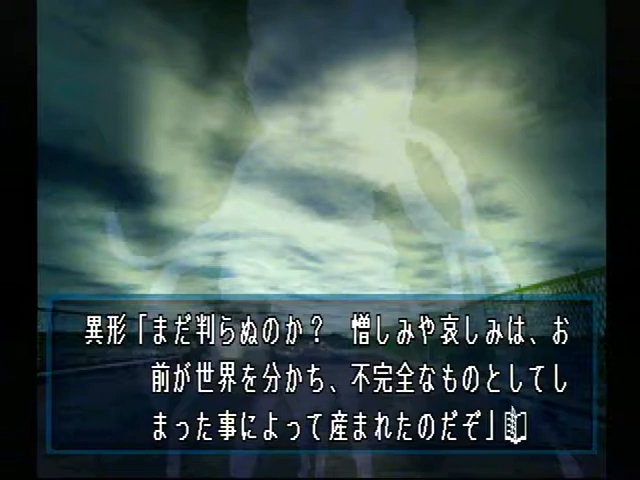 異形「まだ判らぬのか？　憎しみや哀しみは、お
前が世界を分かち、不完全なものとしてし
まった事によって産まれたのだぞ」